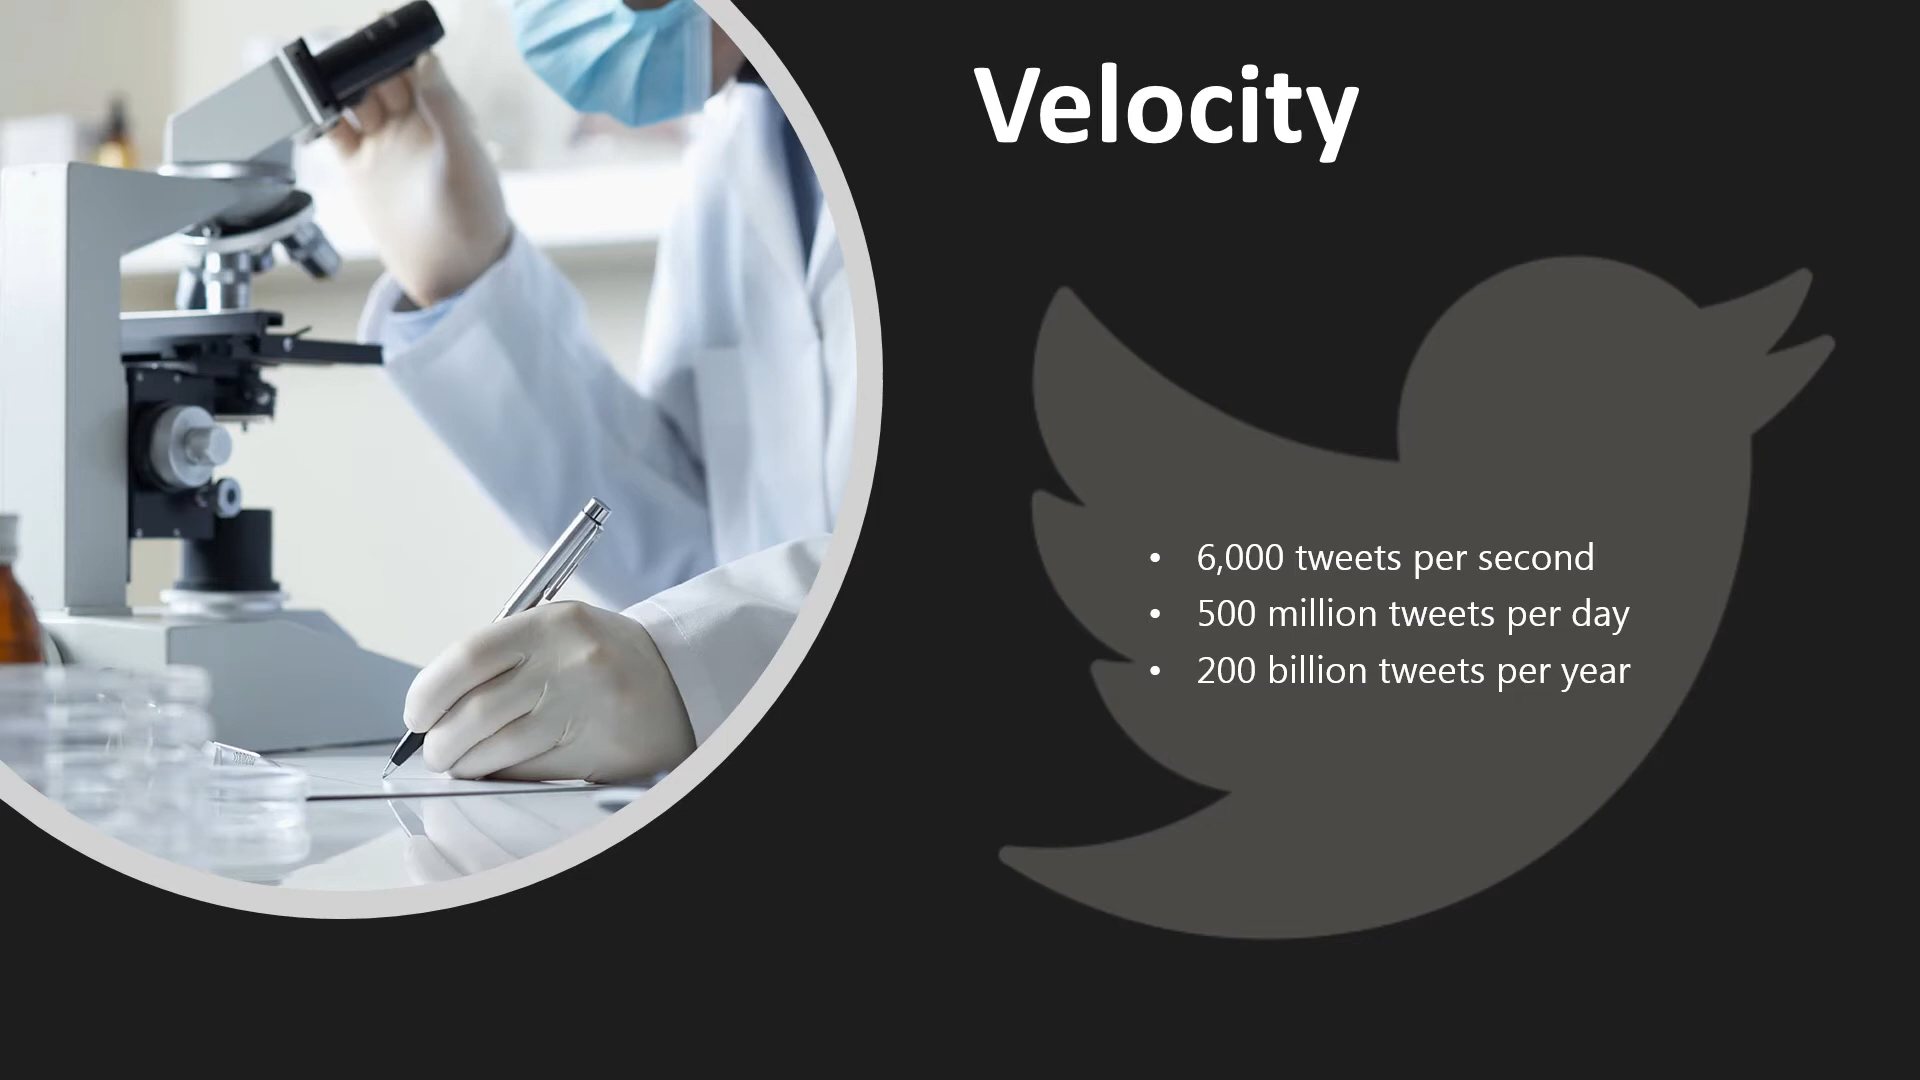 Velocity
• 6,000 tweets per second
• 500 million tweets per day
• 200 billion tweets per year